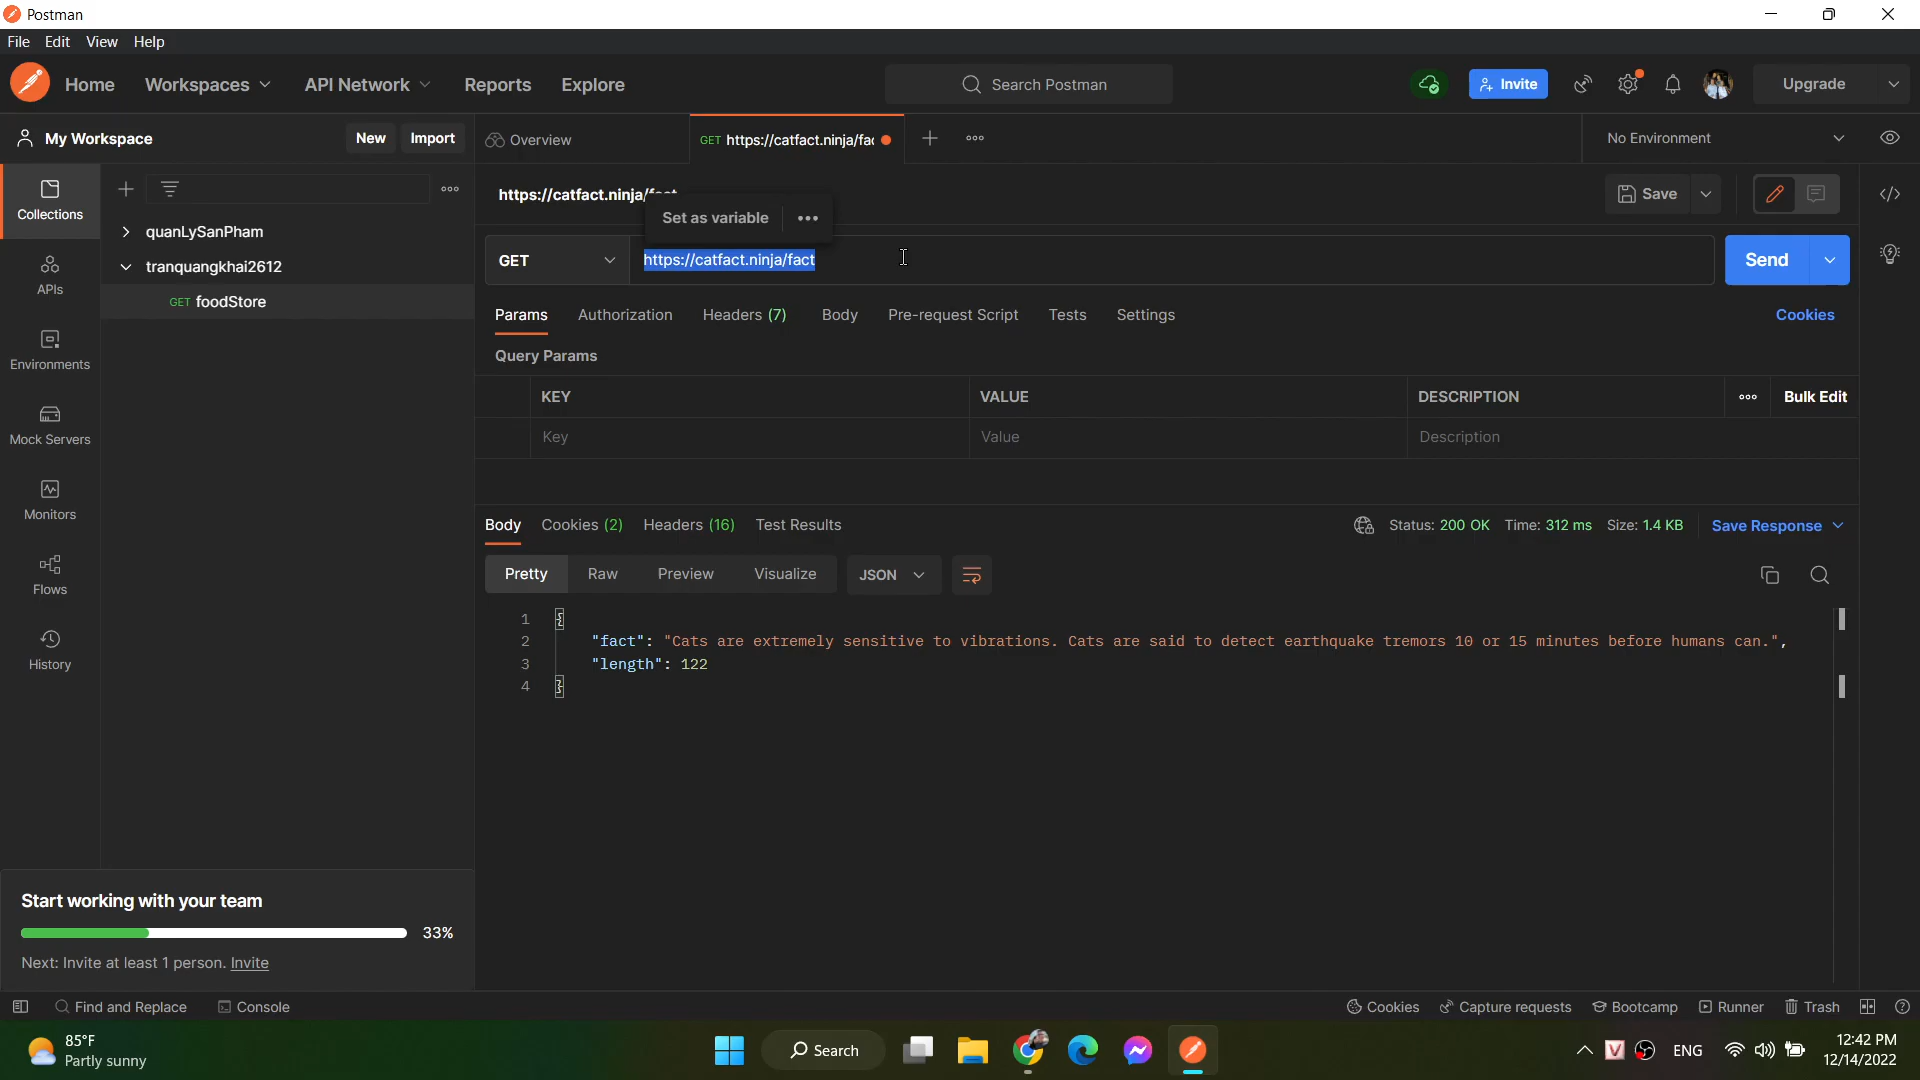 Postman
File Edit View Help
Home Workspaces API Network Reports Explore Search Postman Invite Upgrade
My Workspace New Import Overview GET https://catfact.ninja/fac No Environment
Collections
APIs
Environments
Mock Servers
Monitors
Flows
History
quanLySanPham
tranquangkhai2612
GET foodStore
https://catfact.ninja/fact Save
Set as variable
GET https://catfact.ninja/fact Send
Params Authorization Headers (7) Body Pre-request Script Tests Settings Cookies
Query Params
KEY VALUE DESCRIPTION Bulk Edit
Key Value Description
Body Cookies (2) Headers (16) Test Results Status: 200 OK Time: 312 ms Size: 1.4 KB Save Response
Pretty Raw Preview Visualize JSON
1 {
2 "fact": "Cats are extremely sensitive to vibrations. Cats are said to detect earthquake tremors 10 or 15 minutes before humans can.",
3 "length": 122
4 }
Start working with your team
33%
Next: Invite at least 1 person. Invite
Find and Replace Console Cookies Capture requests Bootcamp Runner Trash
85°F
Partly sunny
Search
ENG
12:42 PM
12/14/2022